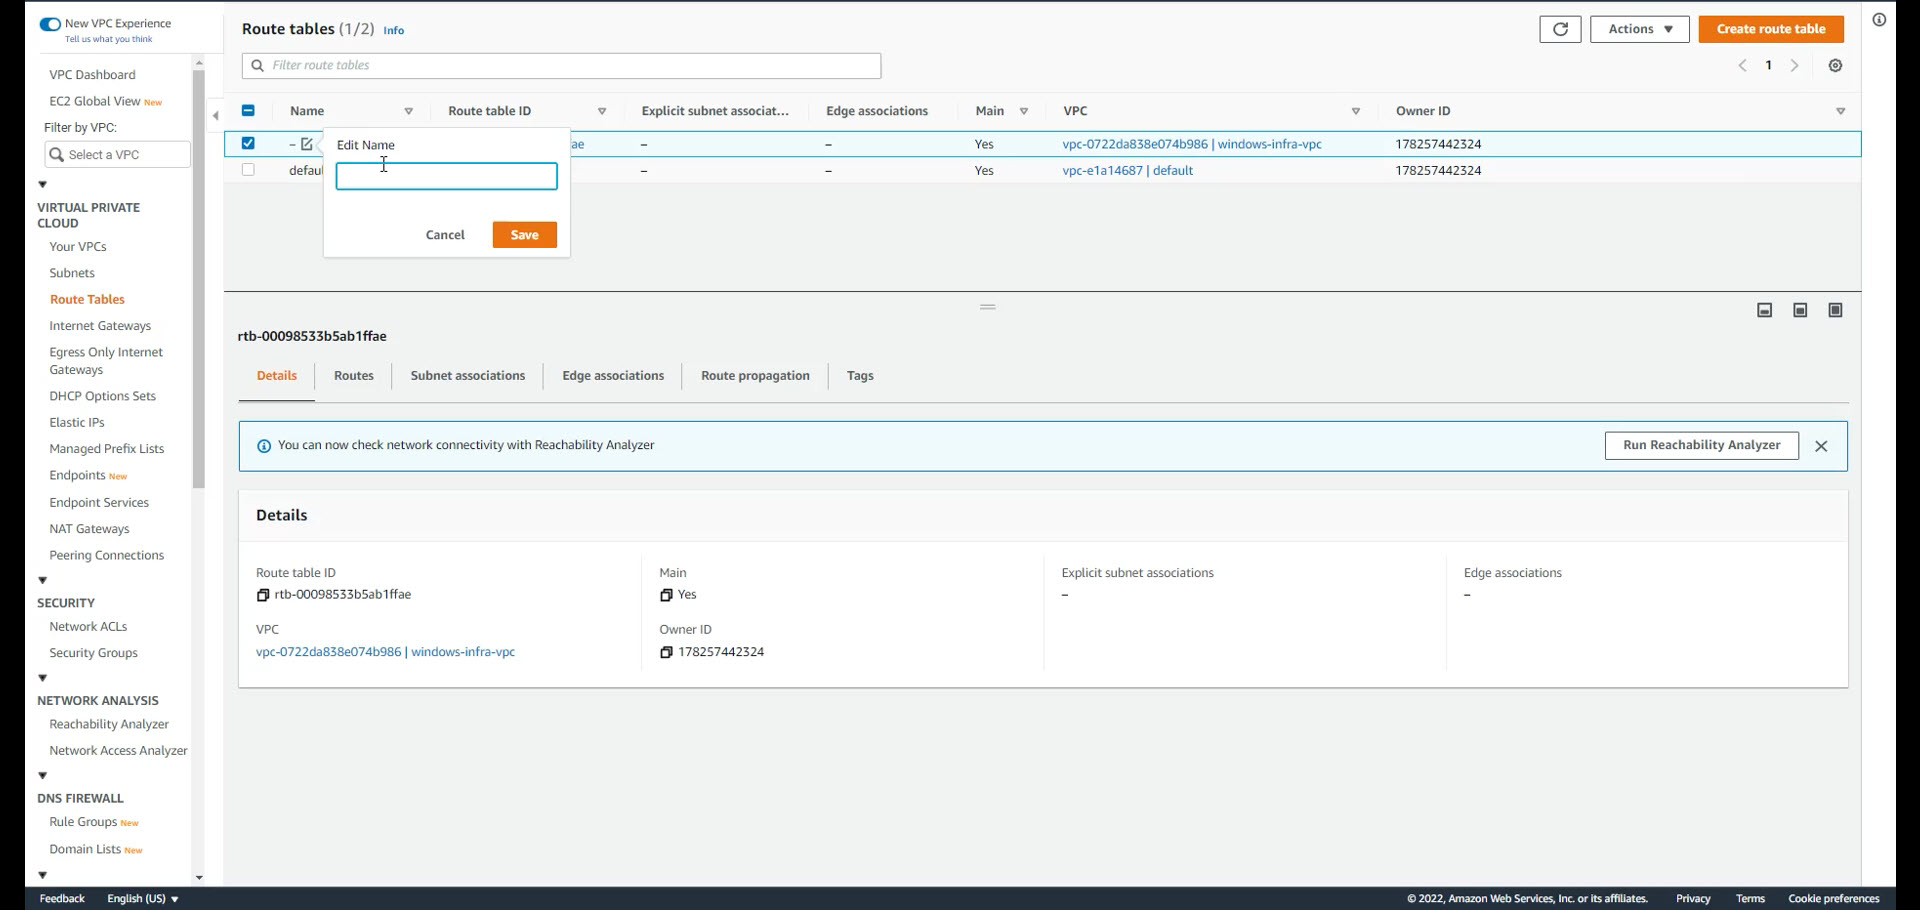 New VPC Experience
Tell us what you think
VPC Dashboard
EC2 Global View New
Filter by VPC:
Select a VPC
VIRTUAL PRIVATE
CLOUD
Your VPCs
Subnets
Route Tables
Internet Gateways
Egress Only Internet
Gateways
DHCP Options Sets
Elastic IPs
Managed Prefix Lists
Endpoints New
Endpoint Services
NAT Gateways
Peering Connections
SECURITY
Network ACLs
Security Groups
NETWORK ANALYSIS
Reachability Analyzer
Network Access Analyzer
DNS FIREWALL
Rule Groups New
Domain Lists New
Route tables (1/2) Info
Actions
Create route table
Filter route tables
1
Name Route table ID Explicit subnet associat... Edge associations Main VPC Owner ID
– ae – – Yes vpc-0722da838e074b986 | windows-infra-vpc 178257442324
defau – – Yes vpc-e1a14687 | default 178257442324
Edit Name
Cancel Save
rtb-00098533b5ab1ffae
Details Routes Subnet associations Edge associations Route propagation Tags
You can now check network connectivity with Reachability Analyzer
Run Reachability Analyzer
Details
Route table ID Main Explicit subnet associations Edge associations
rtb-00098533b5ab1ffae Yes – –
VPC Owner ID
vpc-0722da838e074b986 | windows-infra-vpc 178257442324
Feedback English (US) © 2022, Amazon Web Services, Inc. or its affiliates. Privacy Terms Cookie preferences